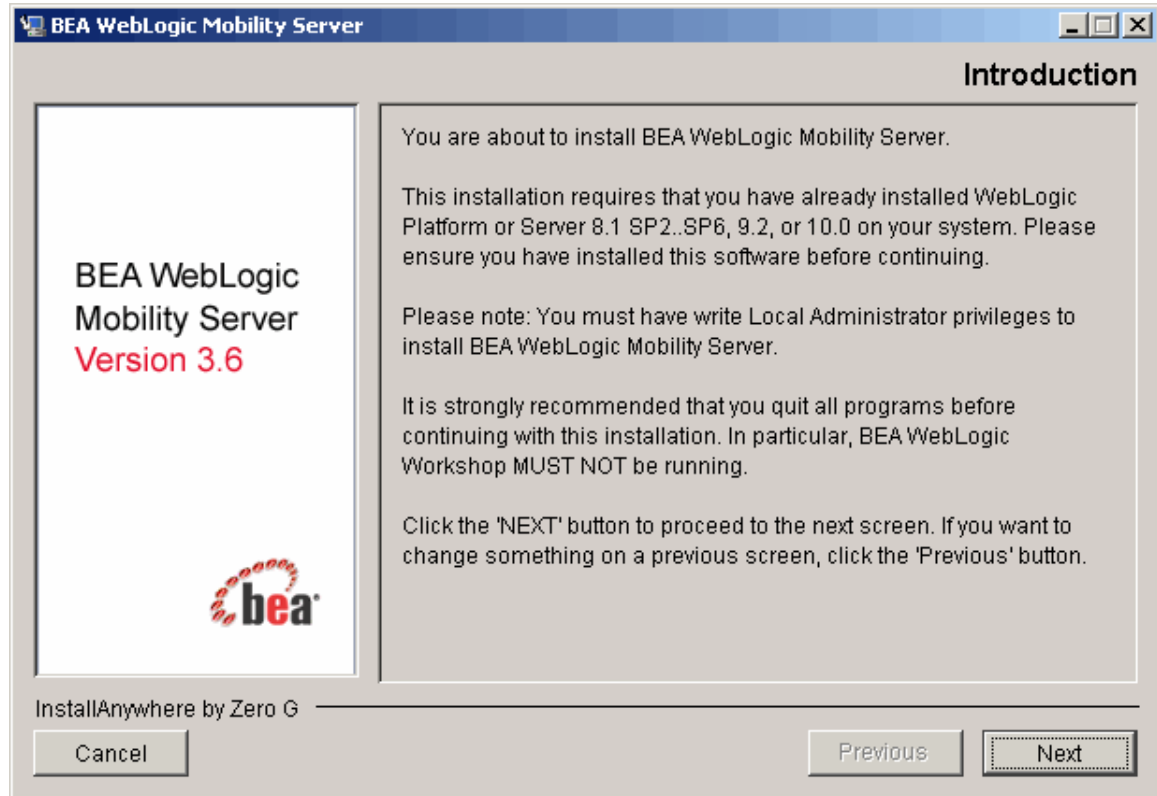 BEA WebLogic Mobility Server
Introduction
BEA WebLogic
Mobility Server
Version 3.6
bea
You are about to install BEA WebLogic Mobility Server.
This installation requires that you have already installed WebLogic
Platform or Server 8.1 SP2..SP6, 9.2, or 10.0 on your system. Please
ensure you have installed this software before continuing.
Please note: You must have write Local Administrator privileges to
install BEA WebLogic Mobility Server.
It is strongly recommended that you quit all programs before
continuing with this installation. In particular, BEA WebLogic
Workshop MUST NOT be running.
Click the 'NEXT' button to proceed to the next screen. If you want to
change something on a previous screen, click the 'Previous' button.
InstallAnywhere by Zero G
Cancel
Previous
Next